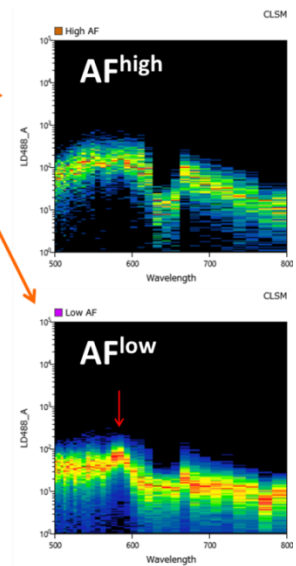 CLSM
High AF
AFhigh
LD488_A
10⁵
10⁴
10³
10²
10¹
10⁰
500 600 700 800
Wavelength
CLSM
Low AF
AFlow
LD488_A
10⁵
10⁴
10³
10²
10¹
10⁰
500 600 700 800
Wavelength